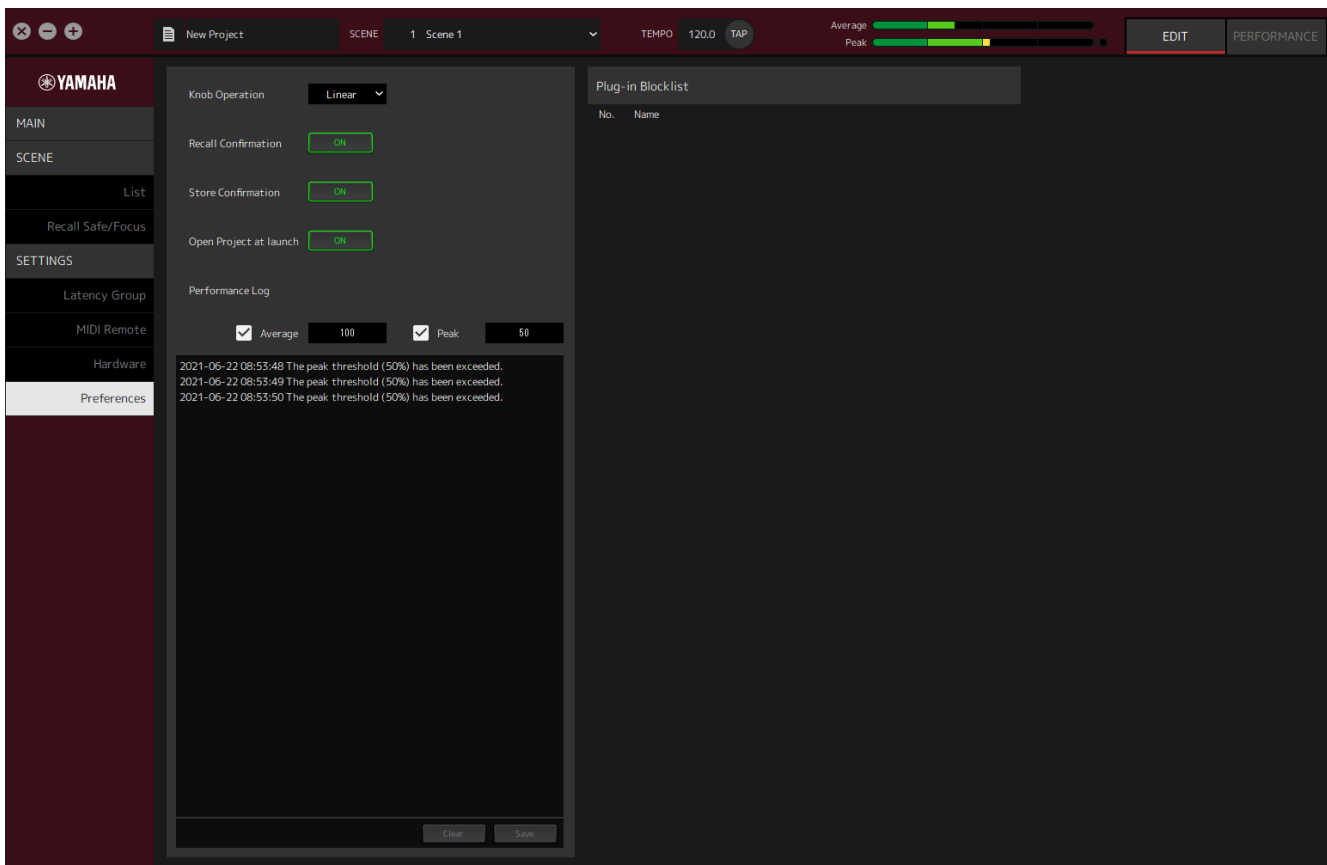 New Project
SCENE
1 Scene 1
TEMPO
120.0
TAP
Average
Peak
EDIT
PERFORMANCE
YAMAHA
MAIN
SCENE
List
Recall Safe/Focus
SETTINGS
Latency Group
MIDI Remote
Hardware
Preferences
Knob Operation
Linear
Recall Confirmation
ON
Store Confirmation
ON
Open Project at launch
ON
Performance Log
Average
100
Peak
50
2021-06-22 08:53:48 The peak threshold (50%) has been exceeded.
2021-06-22 08:53:49 The peak threshold (50%) has been exceeded.
2021-06-22 08:53:50 The peak threshold (50%) has been exceeded.
Clear
Save
Plug-in Blocklist
No. Name